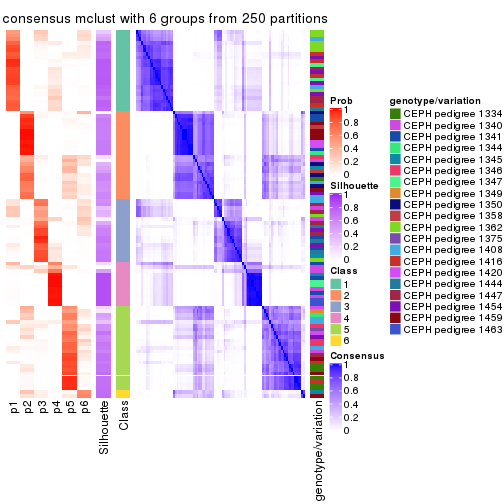 consensus mclust with 6 groups from 250 partitions
p1
p2
p3
p4
p5
p6
Silhouette
Class
genotype/variation
Prob
1
0.8
0.6
0.4
0.2
0
Silhouette
1
0.8
0.6
0.4
0.2
0
Class
1
2
3
4
5
6
Consensus
1
0.8
0.6
0.4
0.2
0
genotype/variation
CEPH pedigree 1334
CEPH pedigree 1340
CEPH pedigree 1341
CEPH pedigree 1344
CEPH pedigree 1345
CEPH pedigree 1346
CEPH pedigree 1347
CEPH pedigree 1349
CEPH pedigree 1350
CEPH pedigree 1358
CEPH pedigree 1362
CEPH pedigree 1375
CEPH pedigree 1408
CEPH pedigree 1416
CEPH pedigree 1420
CEPH pedigree 1444
CEPH pedigree 1447
CEPH pedigree 1454
CEPH pedigree 1459
CEPH pedigree 1463